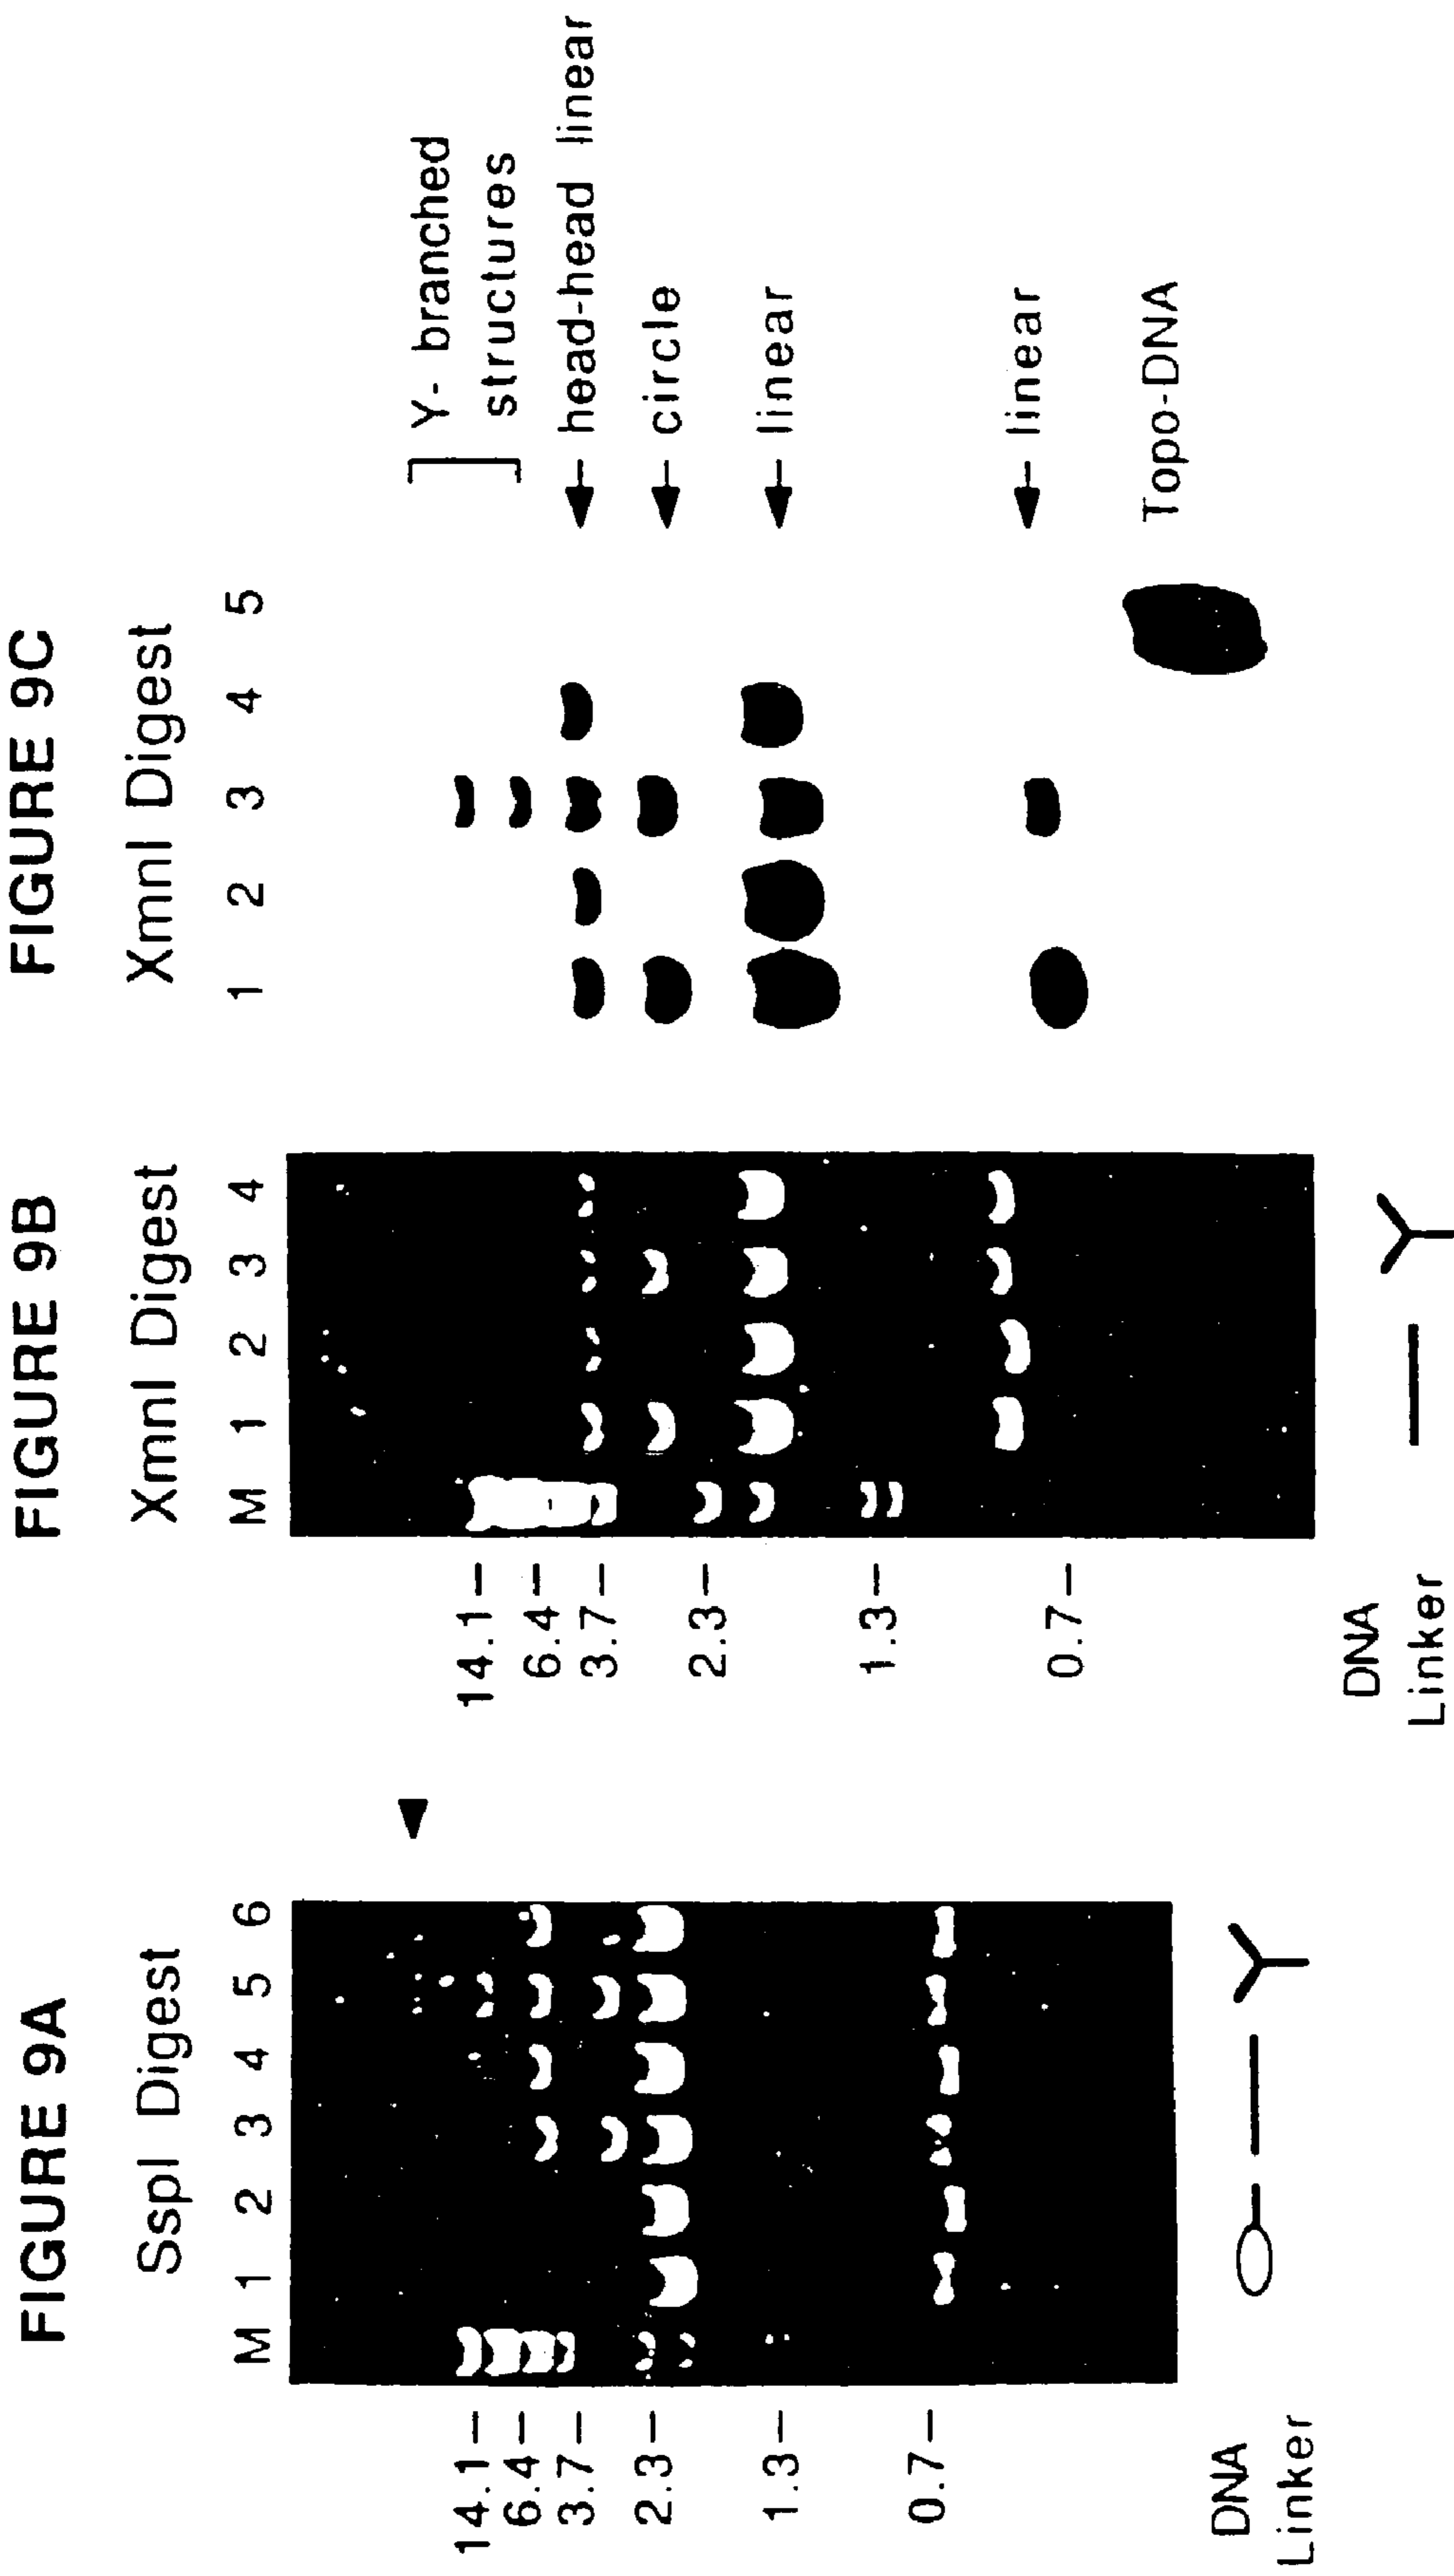 FIGURE 9A
SspI Digest
M 1 2 3 4 5 6
14.1
6.4
3.7
2.3
1.3
0.7
DNA
Linker
FIGURE 9B
XmnI Digest
M 1 2 3 4
14.1
6.4
3.7
2.3
1.3
0.7
DNA
Linker
FIGURE 9C
XmnI Digest
1 2 3 4 5
Y- branched
structures
head-head linear
circle
linear
linear
Topo-DNA